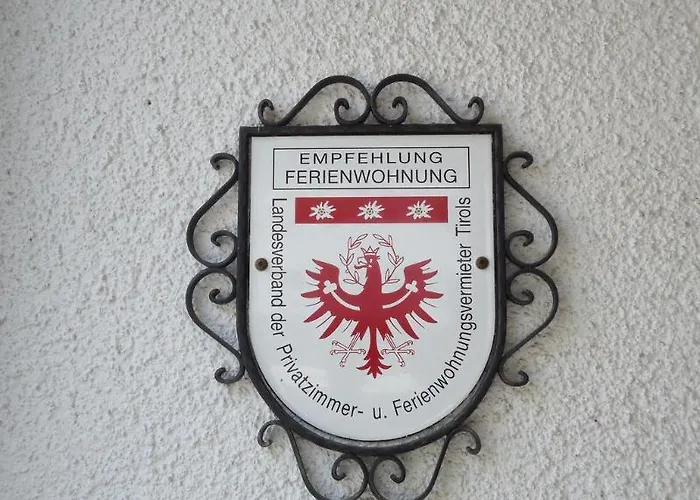 EMPFEHLUNG
FERIENWOHNUNG
Landesverband der Privatzimmer- u. Ferienwohnungsvermieter Tirols